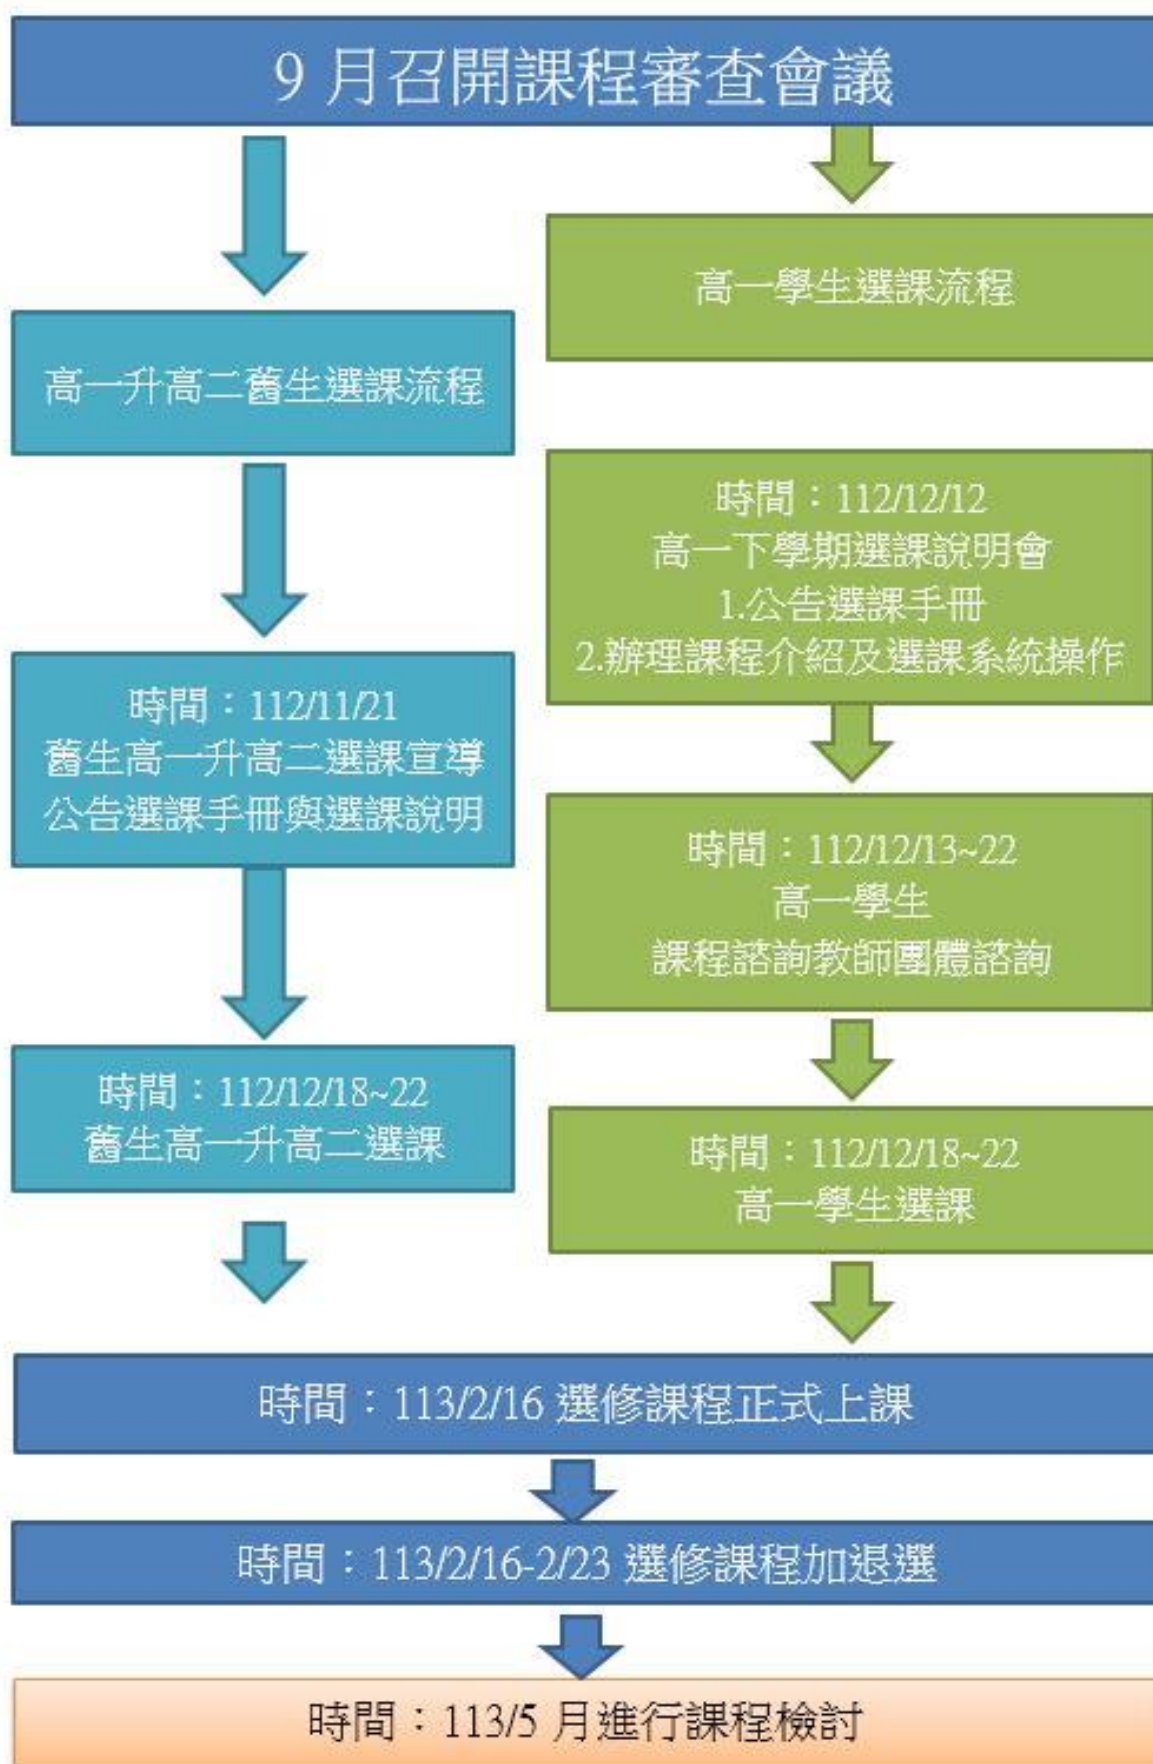 9 月召開課程審查會議
高一升高二舊生選課流程
時間：112/11/21
舊生高一升高二選課宣導
公告選課手冊與選課說明
時間：112/12/18~22
舊生高一升高二選課
高一學生選課流程
時間：112/12/12
高一下學期選課說明會
1.公告選課手冊
2.辦理課程介紹及選課系統操作
時間：112/12/13~22
高一學生
課程諮詢教師團體諮詢
時間：112/12/18~22
高一學生選課
時間：113/2/16 選修課程正式上課
時間：113/2/16-2/23 選修課程加退選
時間：113/5 月進行課程檢討